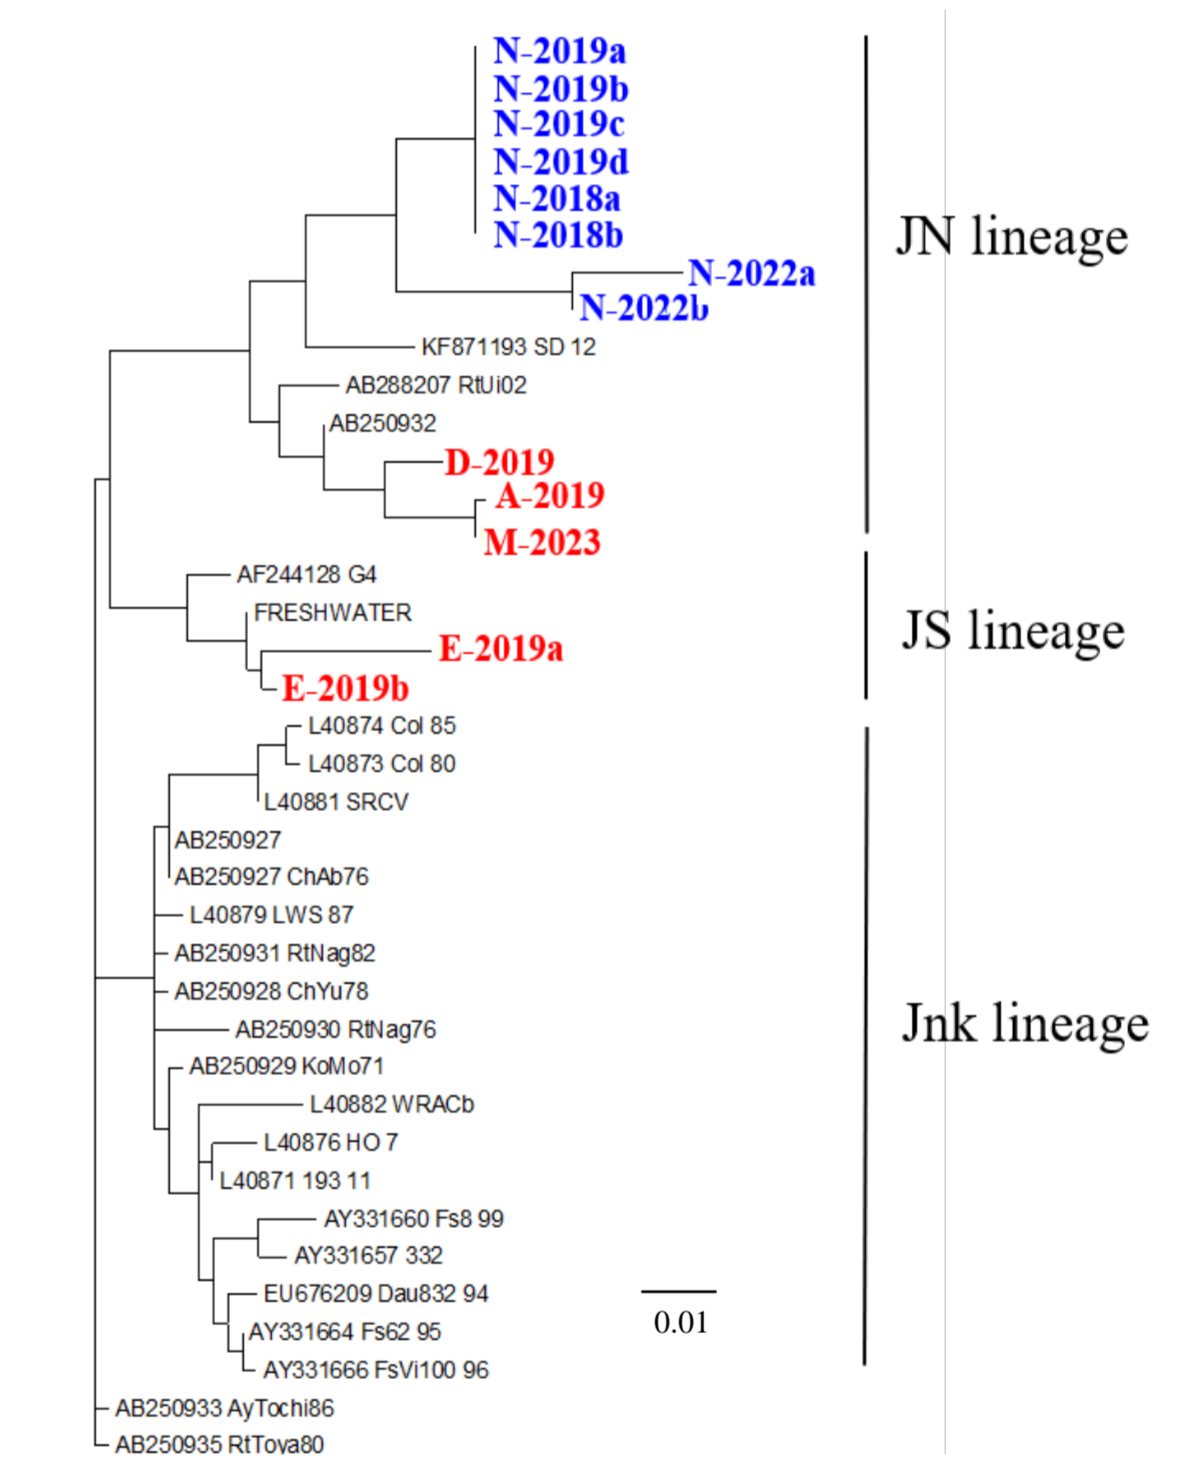 N-2019a
N-2019b
N-2019c
N-2019d
N-2018a
N-2018b
JN lineage
N-2022a
N-2022b
KF871193 SD 12
AB288207 RtUi02
AB250932
D-2019
A-2019
M-2023
AF244128 G4
FRESHWATER
JS lineage
E-2019a
E-2019b
L40874 Col 85
L40873 Col 80
L40881 SRCV
AB250927
AB250927 ChAb76
L40879 LWS 87
AB250931 RtNag82
AB250928 ChYu78
Jnk lineage
AB250930 RtNag76
AB250929 KoMo71
L40882 WRACb
L40876 HO 7
L40871 193 11
AY331660 Fs8 99
AY331657 332
EU676209 Dau832 94
0.01
AY331664 Fs62 95
AY331666 FsVi100 96
AB250933 AyTochi86
AB250935 RtToya80